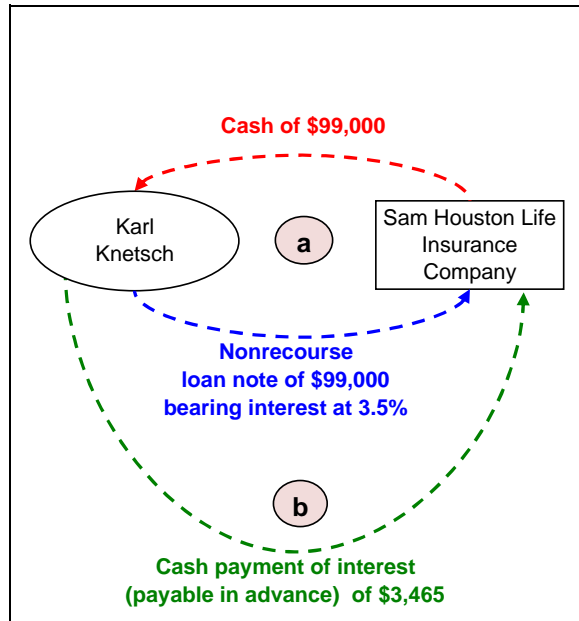 Cash of $99,000
Karl
Knetsch
a
Sam Houston Life
Insurance
Company
Nonrecourse
loan note of $99,000
bearing interest at 3.5%
b
Cash payment of interest
(payable in advance) of $3,465